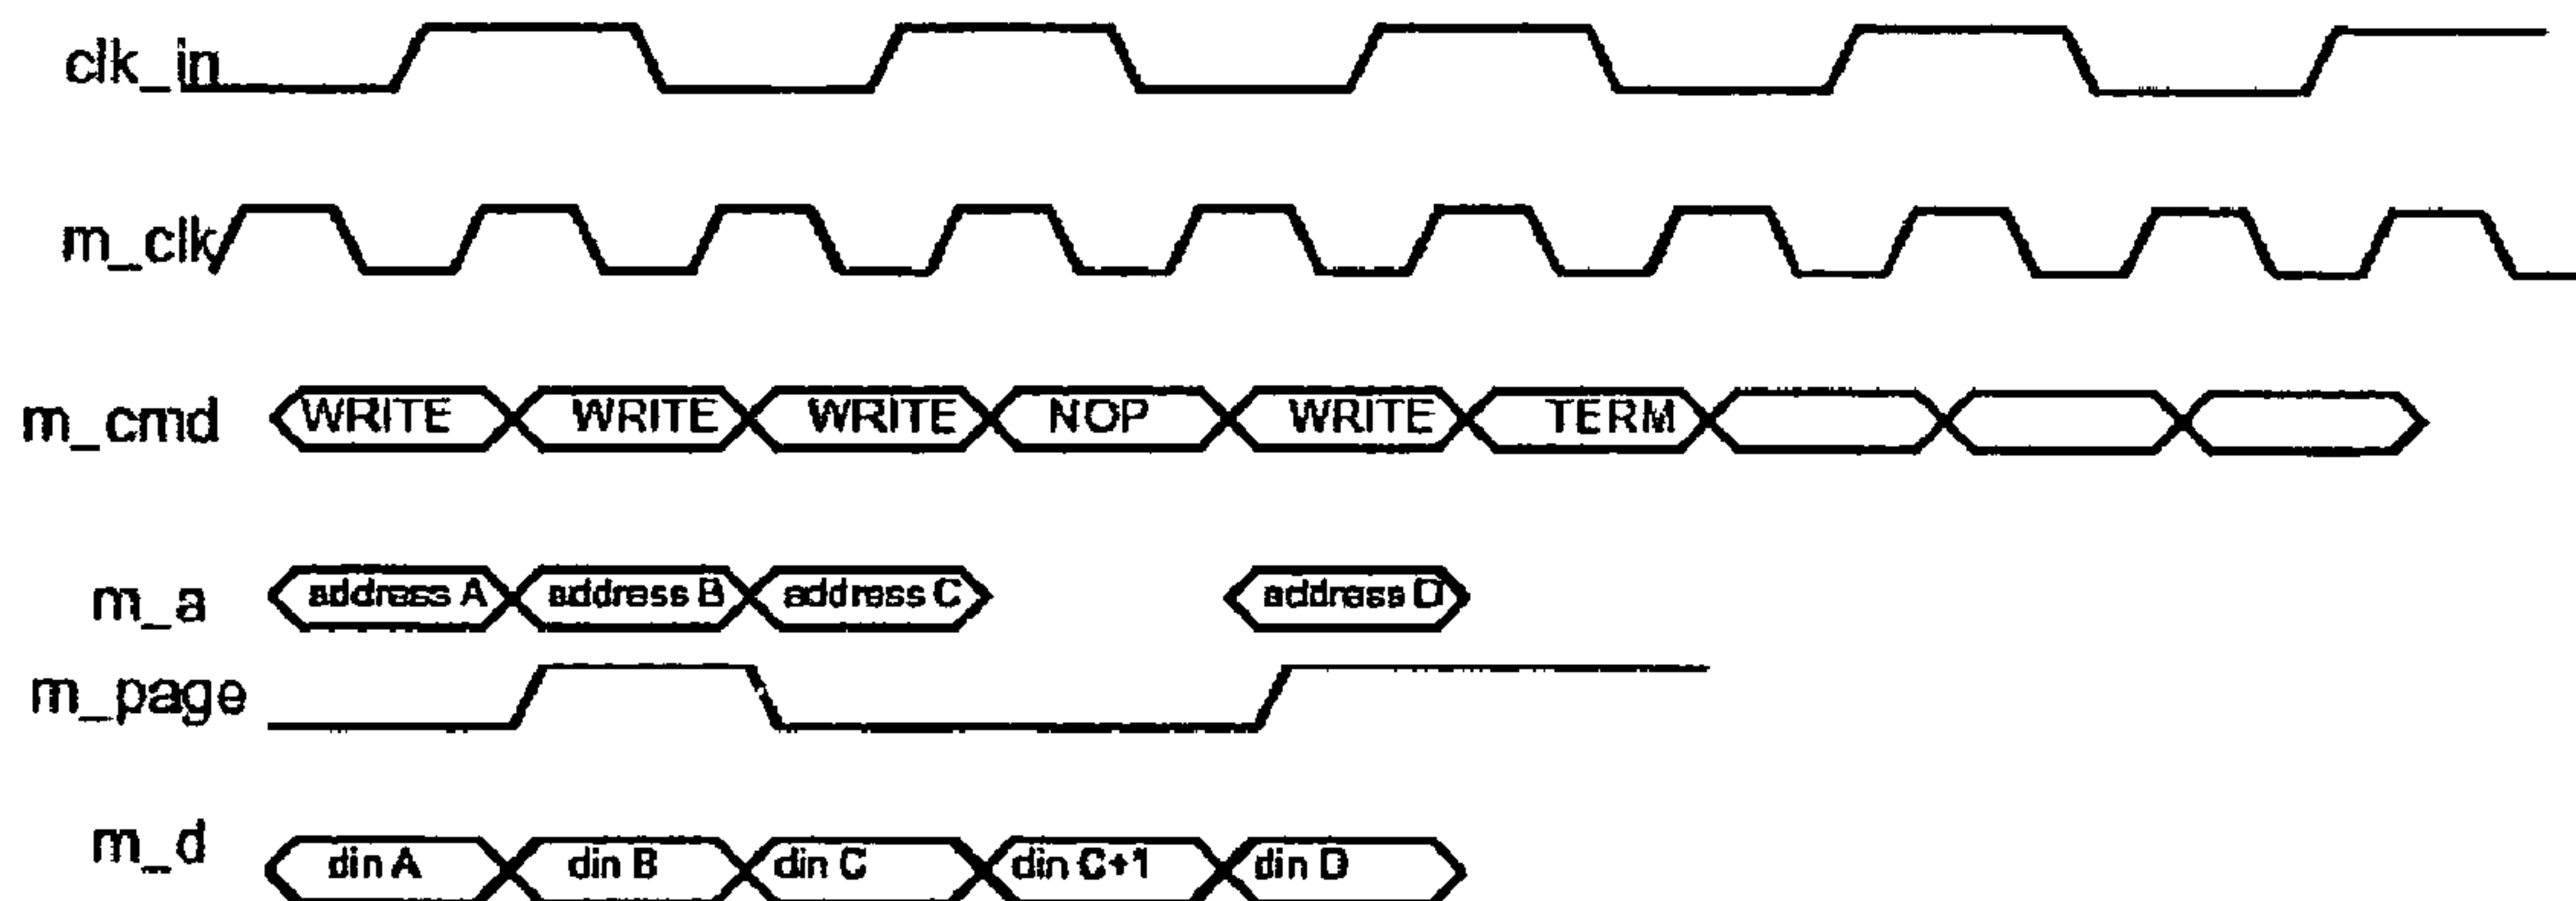 clk_in
m_clk
m_cmd WRITE WRITE WRITE NOP WRITE TERM
m_a address A address B address C address D
m_page
m_d din A din B din C din C+1 din D